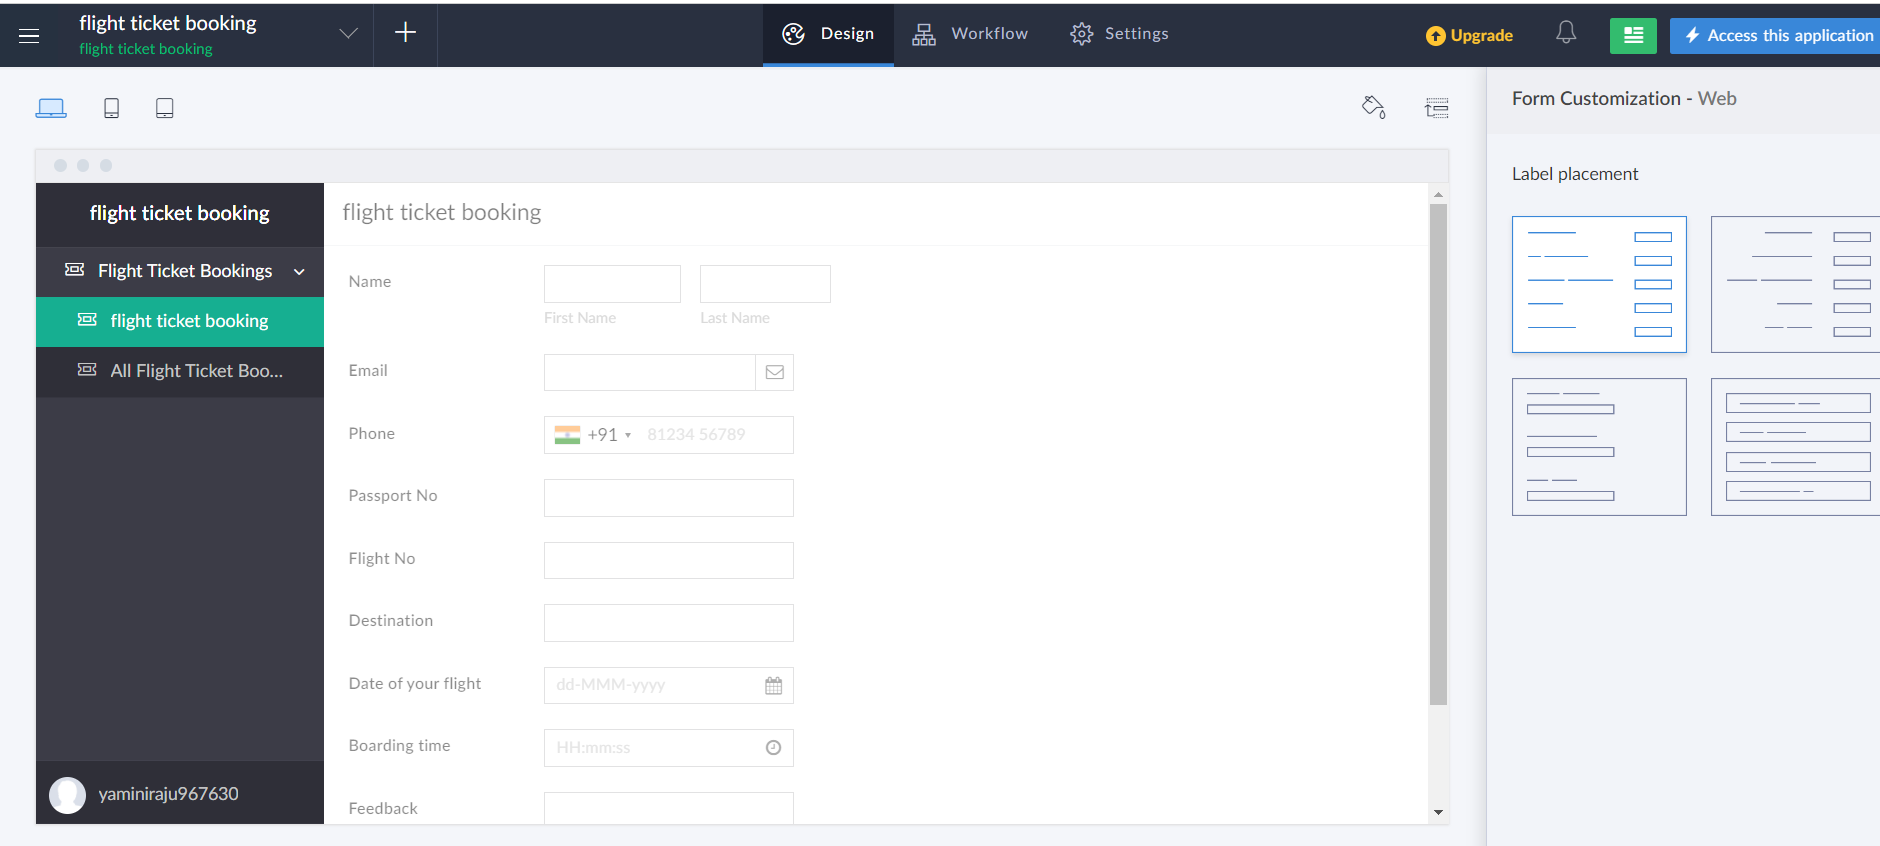 flight ticket booking
flight ticket booking
Design
Workflow
Settings
Upgrade
Access this application
Form Customization - Web
Label placement
flight ticket booking
Flight Ticket Bookings
flight ticket booking
All Flight Ticket Boo...
yaminiraju967630
flight ticket booking
Name
First Name
Last Name
Email
Phone
+91
81234 56789
Passport No
Flight No
Destination
Date of your flight
dd-MMM-yyyy
Boarding time
HH:mm:ss
Feedback